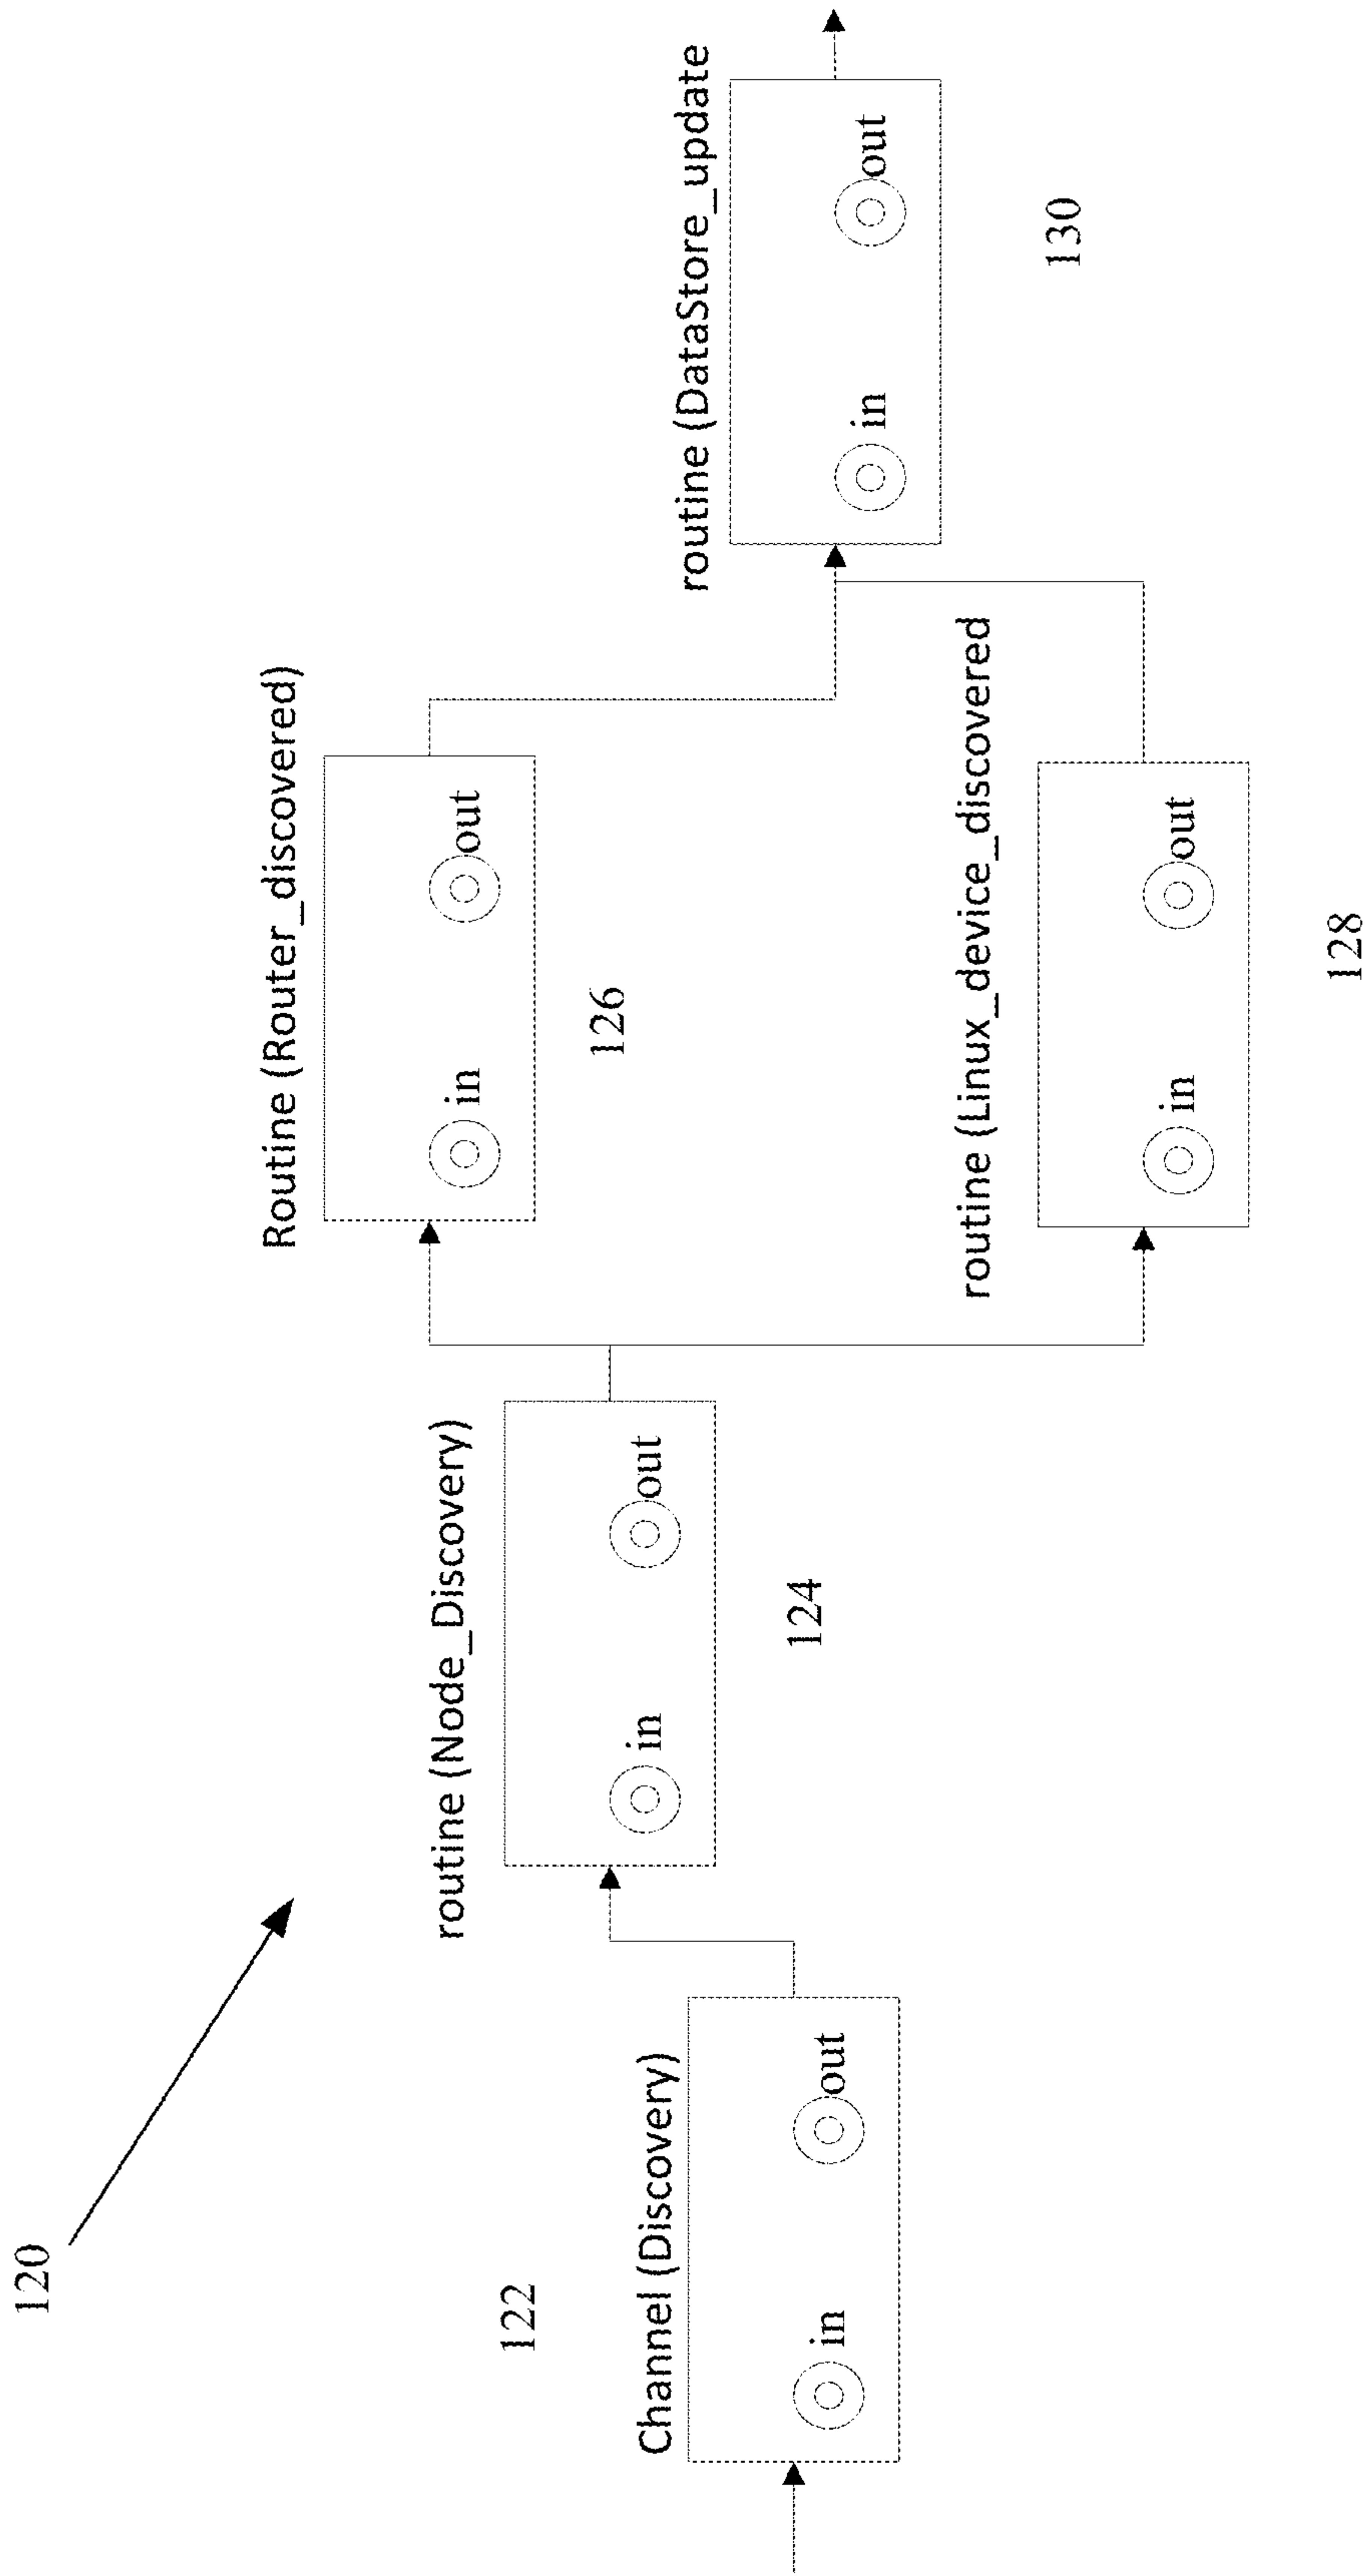 120
122
Channel (Discovery)
in
out
routine (Node_Discovery)
in
out
124
Routine (Router_discovered)
in
out
126
routine (Linux_device_discovered
in
out
128
routine (DataStore_update
in
out
130